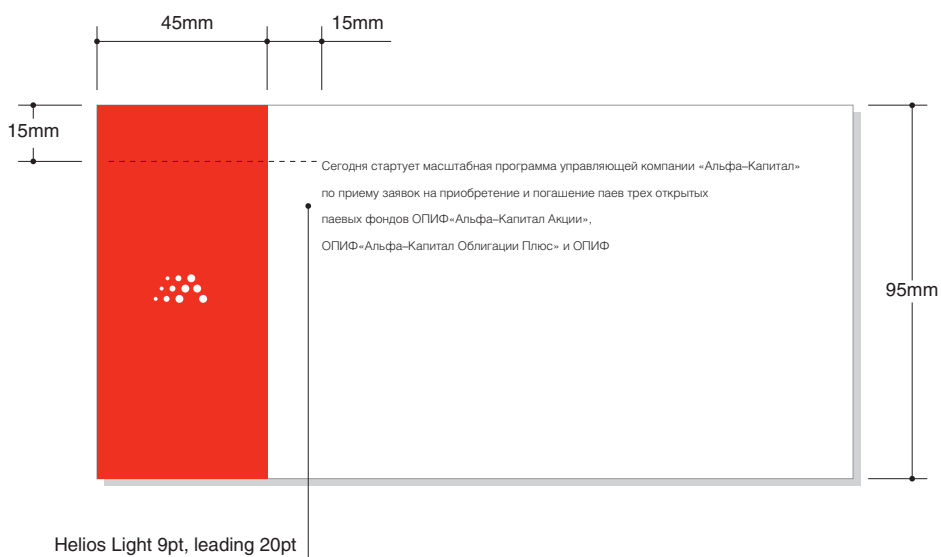 45mm
15mm
15mm
Сегодня стартует масштабная программа управляющей компании «Альфа–Капитал»
по приему заявок на приобретение и погашение паев трех открытых
паевых фондов ОПИФ«Альфа–Капитал Акции»,
ОПИФ«Альфа–Капитал Облигации Плюс» и ОПИФ
95mm
Helios Light 9pt, leading 20pt